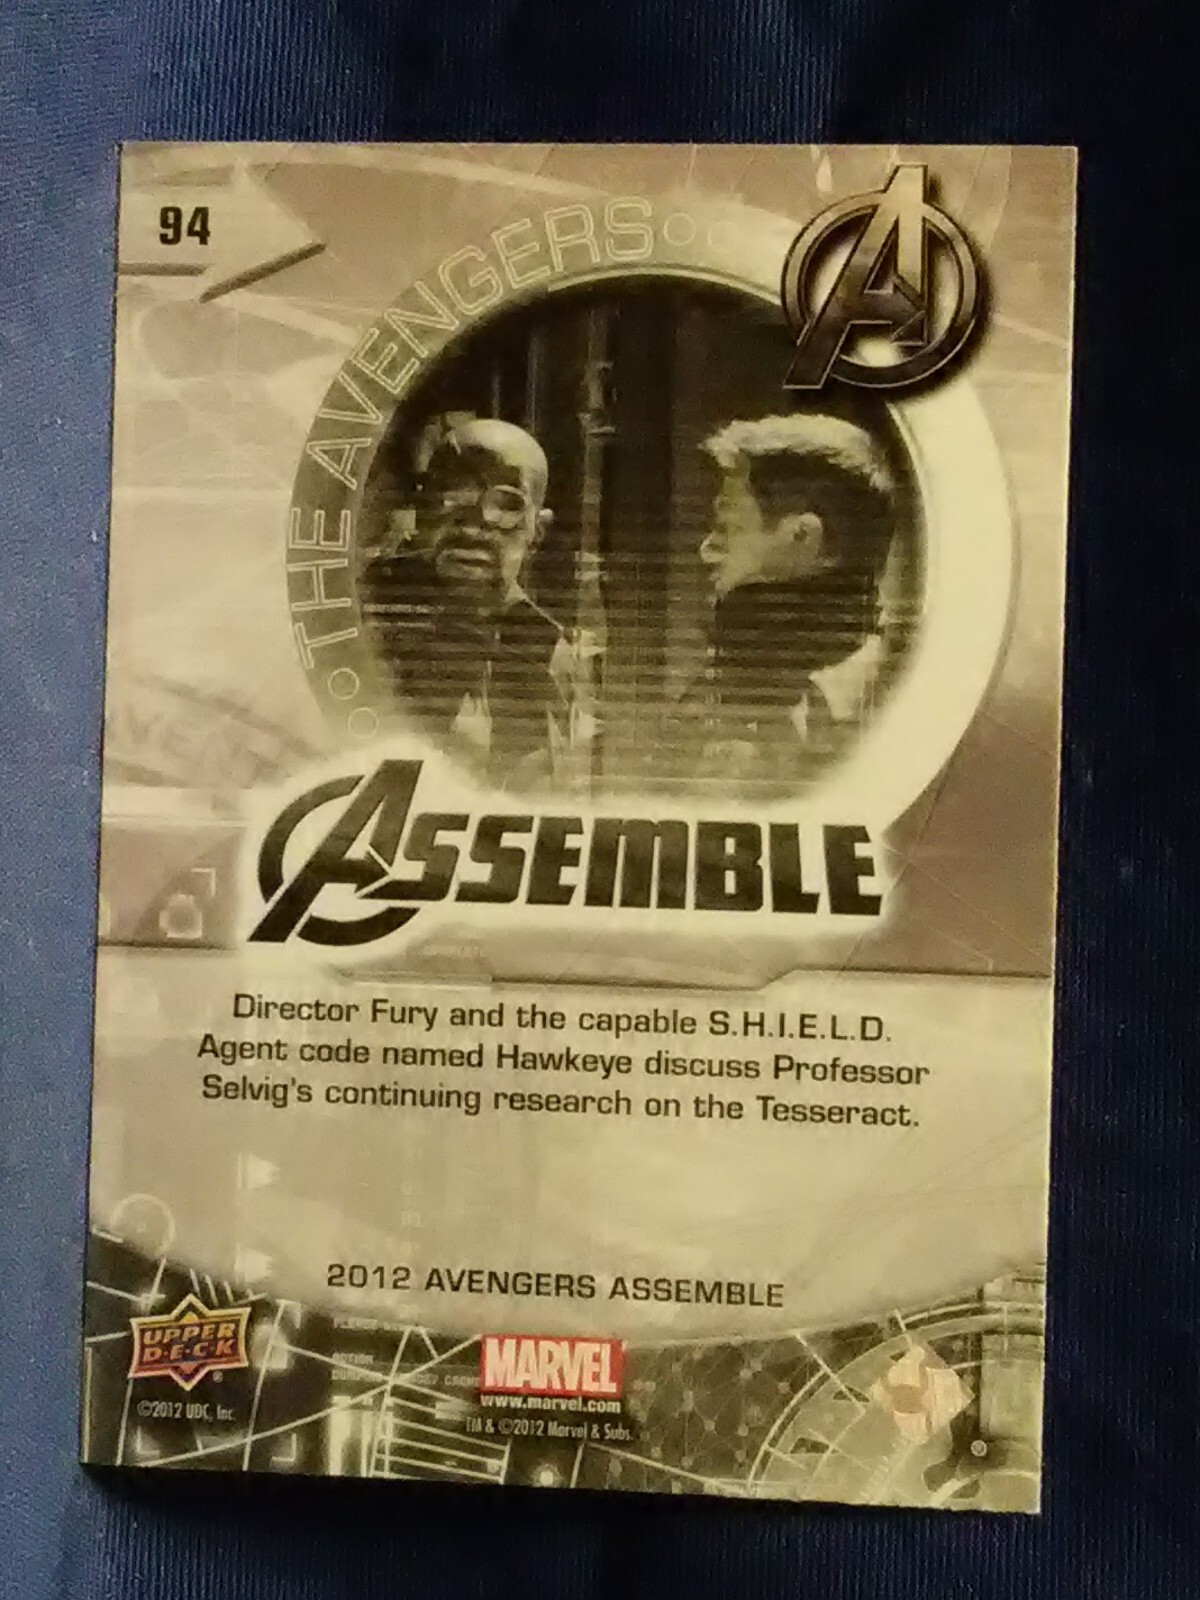 94
THE AVENGERS
ASSEMBLE
Director Fury and the capable S.H.I.E.L.D.
Agent code named Hawkeye discuss Professor
Selvig's continuing research on the Tesseract.
2012 AVENGERS ASSEMBLE
UPPER
D·E·C·K
®
©2012 UDC, Inc.
MARVEL
www.marvel.com
TM & ©2012 Marvel & Subs.